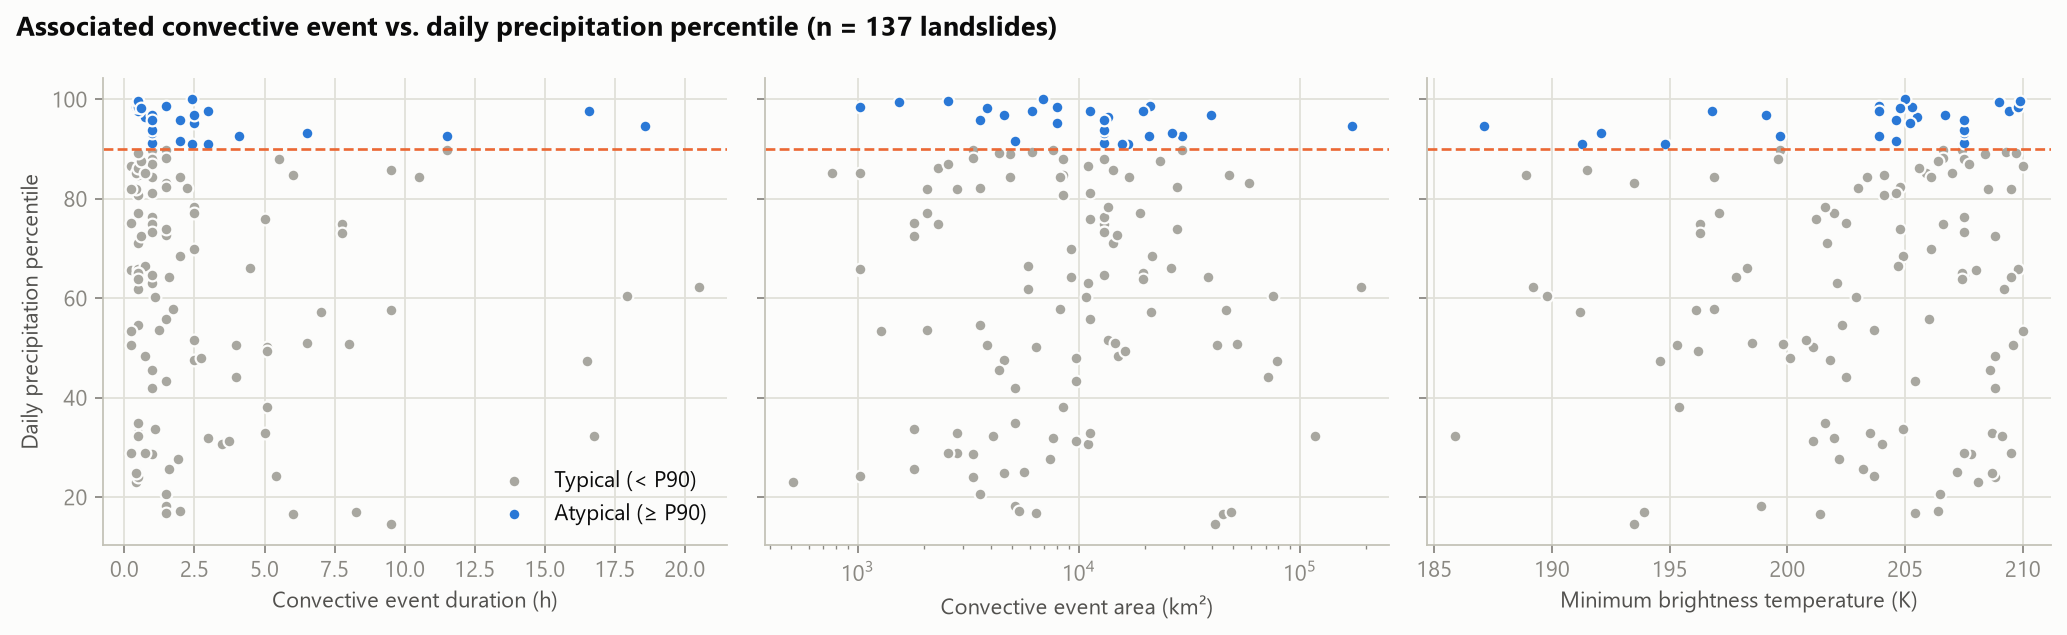 Associated convective event vs. daily precipitation percentile (n = 137 landslides)
Daily precipitation percentile
100
80
60
40
20
0.0 2.5 5.0 7.5 10.0 12.5 15.0 17.5 20.0
Convective event duration (h)
Typical (< P90)
Atypical (≥ P90)
10³ 10⁴ 10⁵
Convective event area (km²)
185 190 195 200 205 210
Minimum brightness temperature (K)